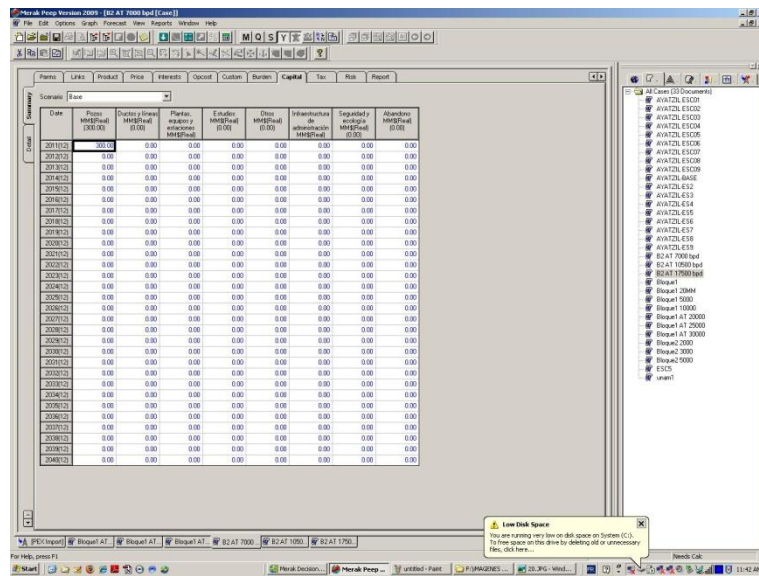 Merak Peep Version 2009 - [B2 AT 7000 bpd [Case]]
File Edit Options Graph Forecast View Reports Window Help
M Q S Y
Parms Links Product Price Interests Opcost Custom Burden Capital Tax Risk Report
Summary
Detail
Scenario Base
Date Pozos MM$(Real) (300.00) Ductos y líneas MM$(Real) (0.00) Plantas, equipos y estaciones MM$(Real) Estudios MM$(Real) (0.00) Otros MM$(Real) (0.00) Infraestructura de administración MM$(Real) Seguridad y ecología MM$(Real) (0.00) Abandono MM$(Real) (0.00)
2011(12) 300.00 0.00 0.00 0.00 0.00 0.00 0.00 0.00
2012(12) 0.00 0.00 0.00 0.00 0.00 0.00 0.00 0.00
2013(12) 0.00 0.00 0.00 0.00 0.00 0.00 0.00 0.00
2014(12) 0.00 0.00 0.00 0.00 0.00 0.00 0.00 0.00
2015(12) 0.00 0.00 0.00 0.00 0.00 0.00 0.00 0.00
2016(12) 0.00 0.00 0.00 0.00 0.00 0.00 0.00 0.00
2017(12) 0.00 0.00 0.00 0.00 0.00 0.00 0.00 0.00
2018(12) 0.00 0.00 0.00 0.00 0.00 0.00 0.00 0.00
2019(12) 0.00 0.00 0.00 0.00 0.00 0.00 0.00 0.00
2020(12) 0.00 0.00 0.00 0.00 0.00 0.00 0.00 0.00
2021(12) 0.00 0.00 0.00 0.00 0.00 0.00 0.00 0.00
2022(12) 0.00 0.00 0.00 0.00 0.00 0.00 0.00 0.00
2023(12) 0.00 0.00 0.00 0.00 0.00 0.00 0.00 0.00
2024(12) 0.00 0.00 0.00 0.00 0.00 0.00 0.00 0.00
2025(12) 0.00 0.00 0.00 0.00 0.00 0.00 0.00 0.00
2026(12) 0.00 0.00 0.00 0.00 0.00 0.00 0.00 0.00
2027(12) 0.00 0.00 0.00 0.00 0.00 0.00 0.00 0.00
2028(12) 0.00 0.00 0.00 0.00 0.00 0.00 0.00 0.00
2029(12) 0.00 0.00 0.00 0.00 0.00 0.00 0.00 0.00
2030(12) 0.00 0.00 0.00 0.00 0.00 0.00 0.00 0.00
2031(12) 0.00 0.00 0.00 0.00 0.00 0.00 0.00 0.00
2032(12) 0.00 0.00 0.00 0.00 0.00 0.00 0.00 0.00
2033(12) 0.00 0.00 0.00 0.00 0.00 0.00 0.00 0.00
2034(12) 0.00 0.00 0.00 0.00 0.00 0.00 0.00 0.00
2035(12) 0.00 0.00 0.00 0.00 0.00 0.00 0.00 0.00
2036(12) 0.00 0.00 0.00 0.00 0.00 0.00 0.00 0.00
2037(12) 0.00 0.00 0.00 0.00 0.00 0.00 0.00 0.00
2038(12) 0.00 0.00 0.00 0.00 0.00 0.00 0.00 0.00
2039(12) 0.00 0.00 0.00 0.00 0.00 0.00 0.00 0.00
2040(12) 0.00 0.00 0.00 0.00 0.00 0.00 0.00 0.00
All Cases (33 Documents)
AYATZIL ESC01
AYATZIL ESC02
AYATZIL ESC03
AYATZIL ESC04
AYATZIL ESC05
AYATZIL ESC06
AYATZIL ESC07
AYATZIL ESC08
AYATZIL ESC09
AYATZIL-BASE
AYATZIL-ES2
AYATZIL-ES3
AYATZIL-ES4
AYATZIL-ES5
AYATZIL-ES6
AYATZIL-ES7
AYATZIL-ES8
AYATZIL-ES9
B2 AT 7000 bpd
B2 AT 10500 bpd
B2 AT 17500 bpd
Bloque1
Bloque1 20MM
Bloque1 5000
Bloque1 10000
Bloque1 AT 20000
Bloque1 AT 25000
Bloque1 AT 30000
Bloque2 2000
Bloque2 3000
Bloque2 5000
ESC5
unam1
Low Disk Space
You are running very low on disk space on System (C:).
To free space on this drive by deleting old or unnecessary
files, click here...
[PEX Import] Bloque1 AT... Bloque1 AT... Bloque1 AT... B2 AT 7000... B2 AT 1050... B2 AT 1750...
For Help, press F1 Needs Calc
Start Merak Decision... Merak Peep ... untitled - Paint F:\IMAGENES ... 20.JPG - Wind... 11:42 AM